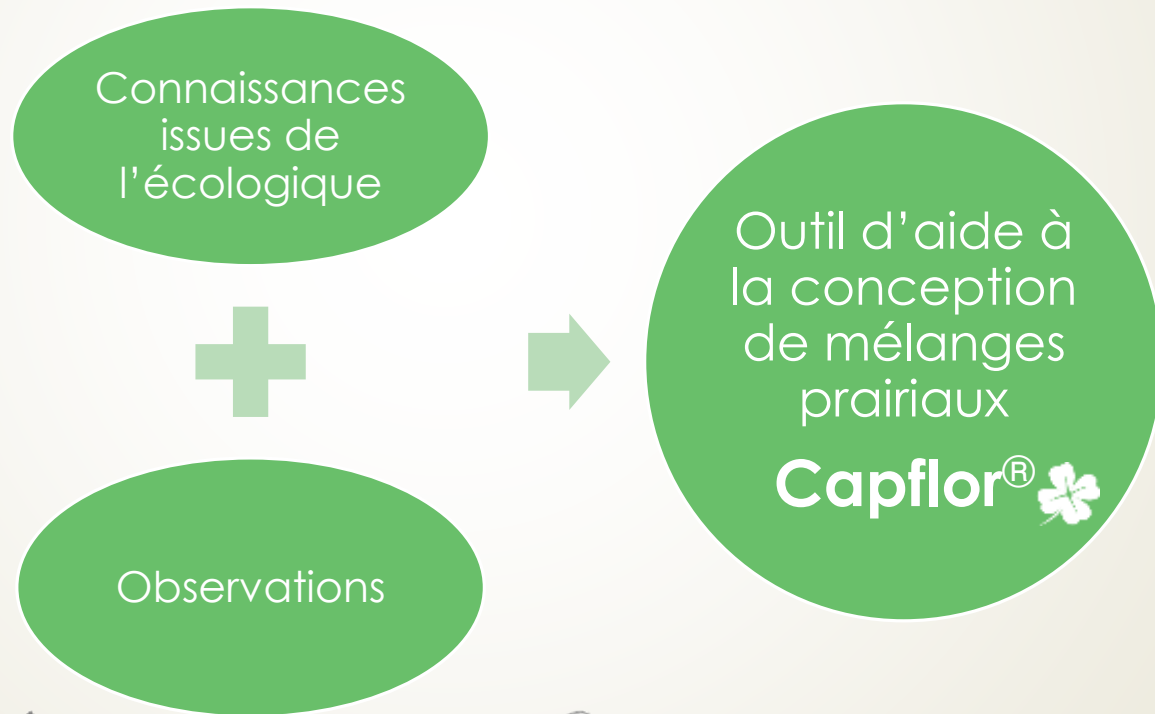 Connaissances
issues de
l’écologique
Observations
Outil d’aide à
la conception
de mélanges
prairiaux
Capflor®